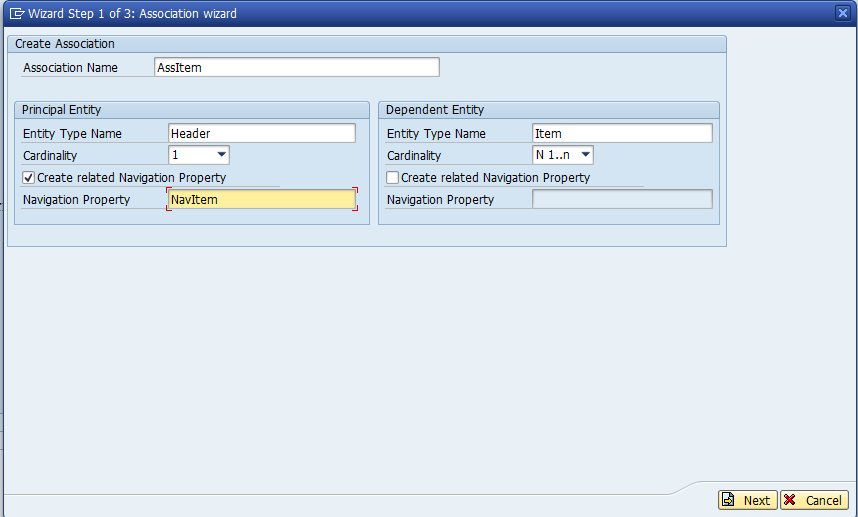 Wizard Step 1 of 3: Association wizard
Create Association
Association Name AssItem
Principal Entity
Entity Type Name Header
Cardinality 1
Create related Navigation Property
Navigation Property NavItem
Dependent Entity
Entity Type Name Item
Cardinality N 1..n
Create related Navigation Property
Navigation Property
Next Cancel